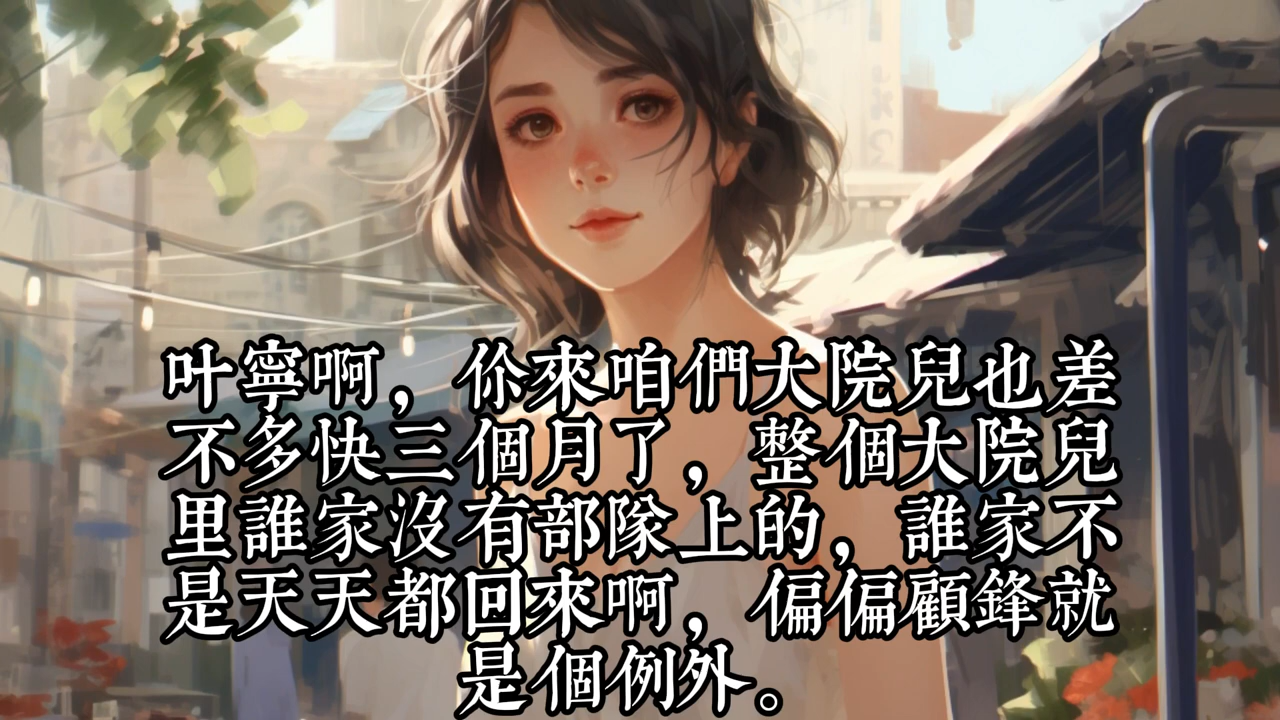 叶寧啊，你來咱們大院兒也差
不多快三個月了，整個大院兒
里誰家沒有部隊上的，誰家不
是天天都回來啊，偏偏顧鋒就
是個例外。